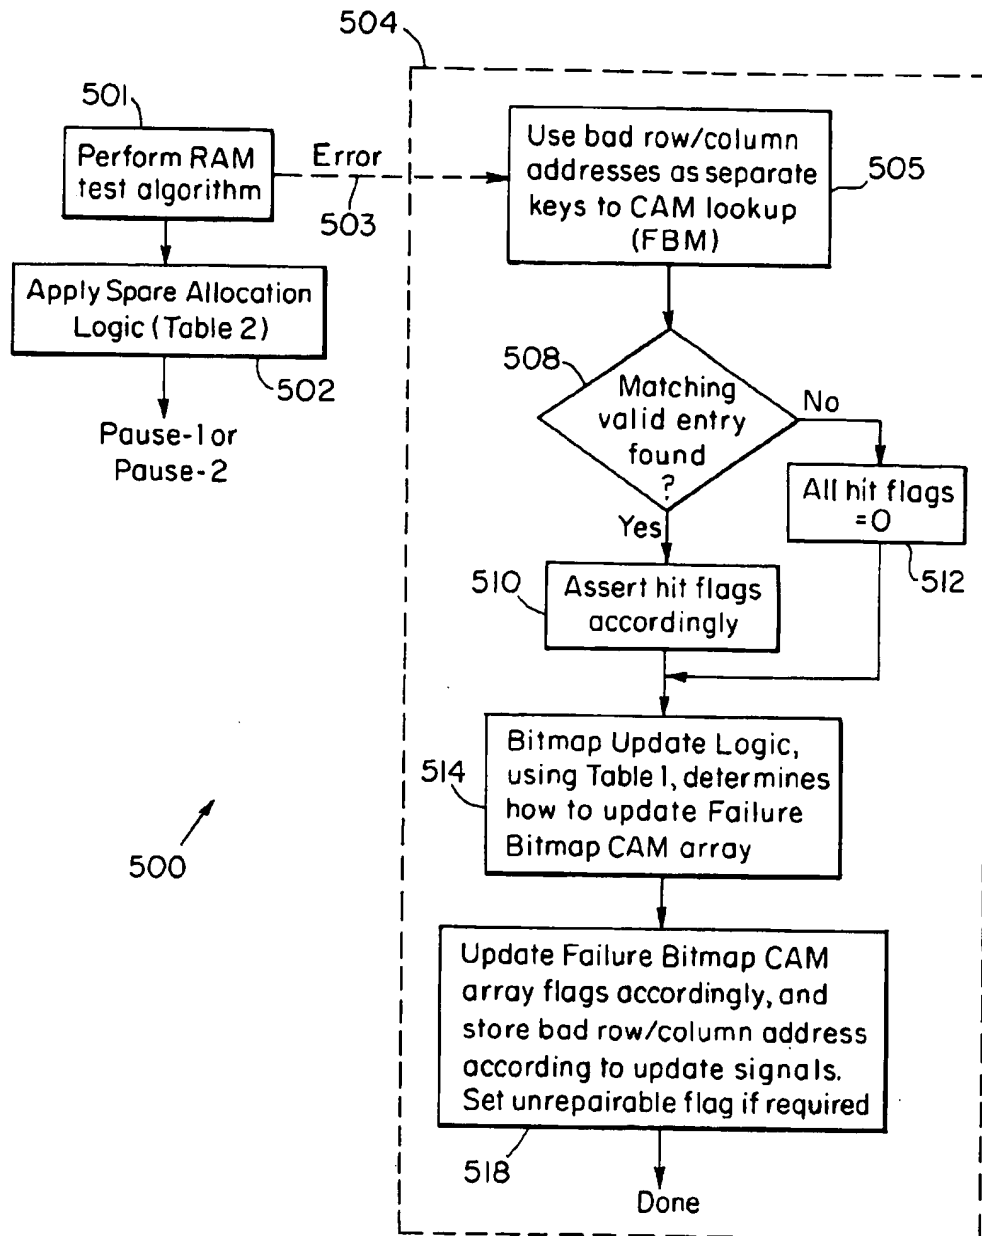 504
501
Perform RAM
test algorithm
Error
503
Use bad row/column
addresses as separate
keys to CAM lookup
(FBM)
505
Apply Spare Allocation
Logic (Table 2)
502
Pause-1 or
Pause-2
508
Matching
valid entry
found
?
No
Yes
All hit flags
=0
512
510
Assert hit flags
accordingly
514
Bitmap Update Logic,
using Table 1, determines
how to update Failure
Bitmap CAM array
500
Update Failure Bitmap CAM
array flags accordingly, and
store bad row/column address
according to update signals.
Set unrepairable flag if required
518
Done